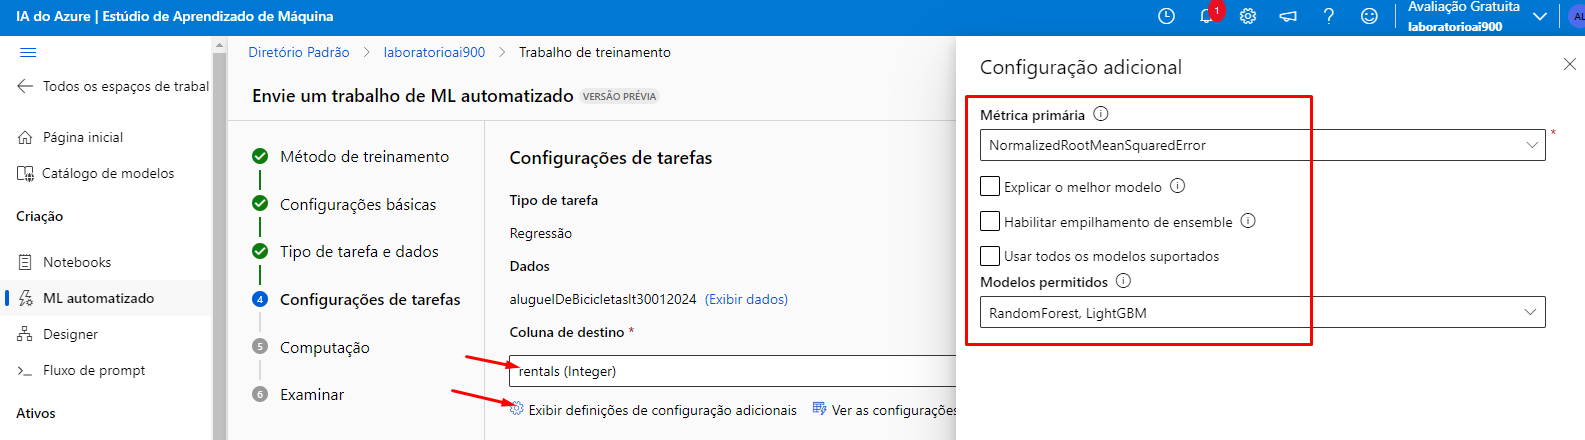 IA do Azure | Estúdio de Aprendizado de Máquina
1
Avaliação Gratuita
laboratorioai900
AL
Todos os espaços de trabal
Página inicial
Catálogo de modelos
Criação
Notebooks
ML automatizado
Designer
Fluxo de prompt
Ativos
Diretório Padrão > laboratorioai900 > Trabalho de treinamento
Envie um trabalho de ML automatizado VERSÃO PRÉVIA
Método de treinamento
Configurações básicas
Tipo de tarefa e dados
4 Configurações de tarefas
5 Computação
6 Examinar
Configurações de tarefas
Tipo de tarefa
Regressão
Dados
aluguelDeBicicletaslt30012024 (Exibir dados)
Coluna de destino *
rentals (Integer)
Exibir definições de configuração adicionais Ver as configurações
Configuração adicional
Métrica primária
NormalizedRootMeanSquaredError *
Explicar o melhor modelo
Habilitar empilhamento de ensemble
Usar todos os modelos suportados
Modelos permitidos
RandomForest, LightGBM